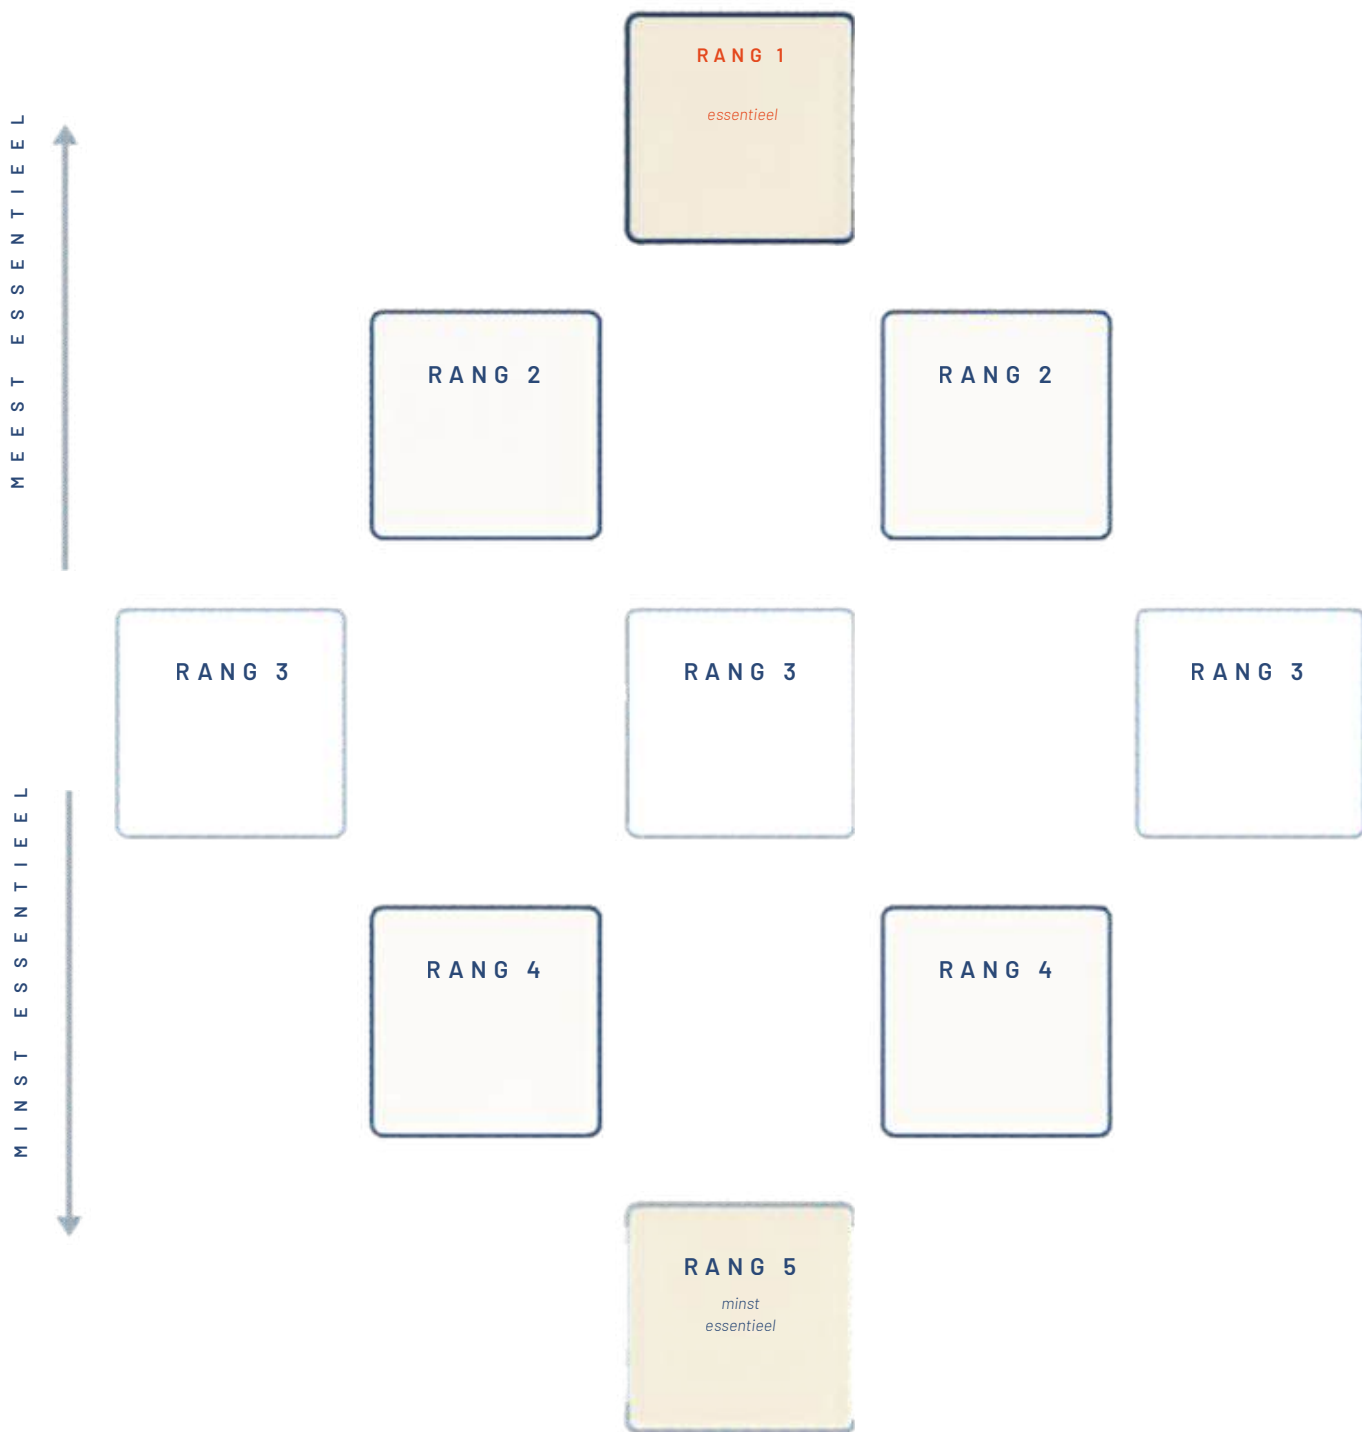 RANG 1
essentieel
MEEST ESSENTIEEL
RANG 2
RANG 2
RANG 3
RANG 3
RANG 3
MINST ESSENTIEEL
RANG 4
RANG 4
RANG 5
minst
essentieel